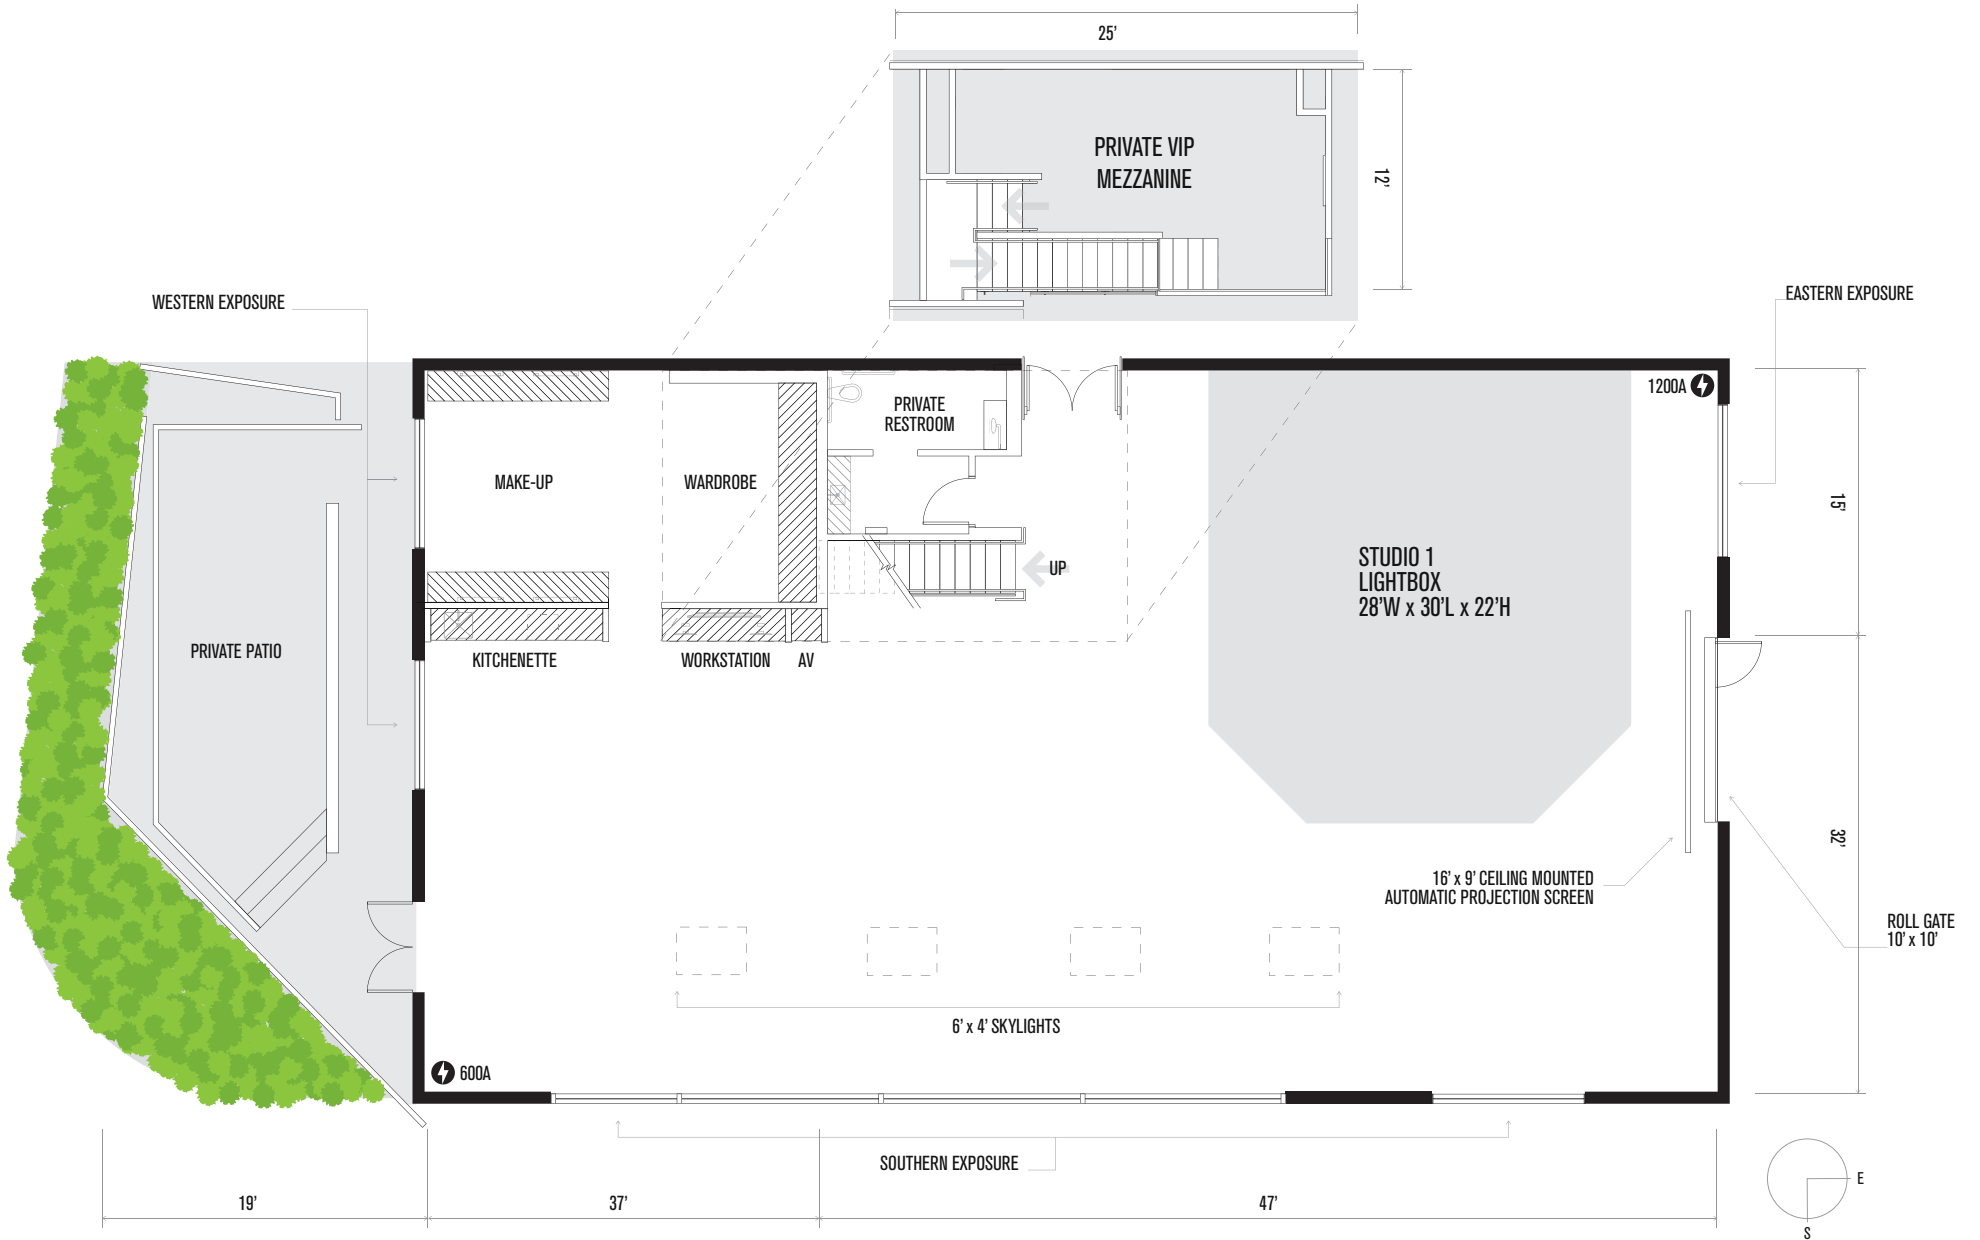 25’
PRIVATE VIP
MEZZANINE
12’
WESTERN EXPOSURE
EASTERN EXPOSURE
1200A
PRIVATE
RESTROOM
MAKE-UP
WARDROBE
15’
STUDIO 1
LIGHTBOX
28’W x 30’L x 22’H
UP
PRIVATE PATIO
KITCHENETTE
WORKSTATION
AV
32’
16’ x 9’ CEILING MOUNTED
AUTOMATIC PROJECTION SCREEN
ROLL GATE
10’ x 10’
6’ x 4’ SKYLIGHTS
600A
SOUTHERN EXPOSURE
E
S
19’
37’
47’